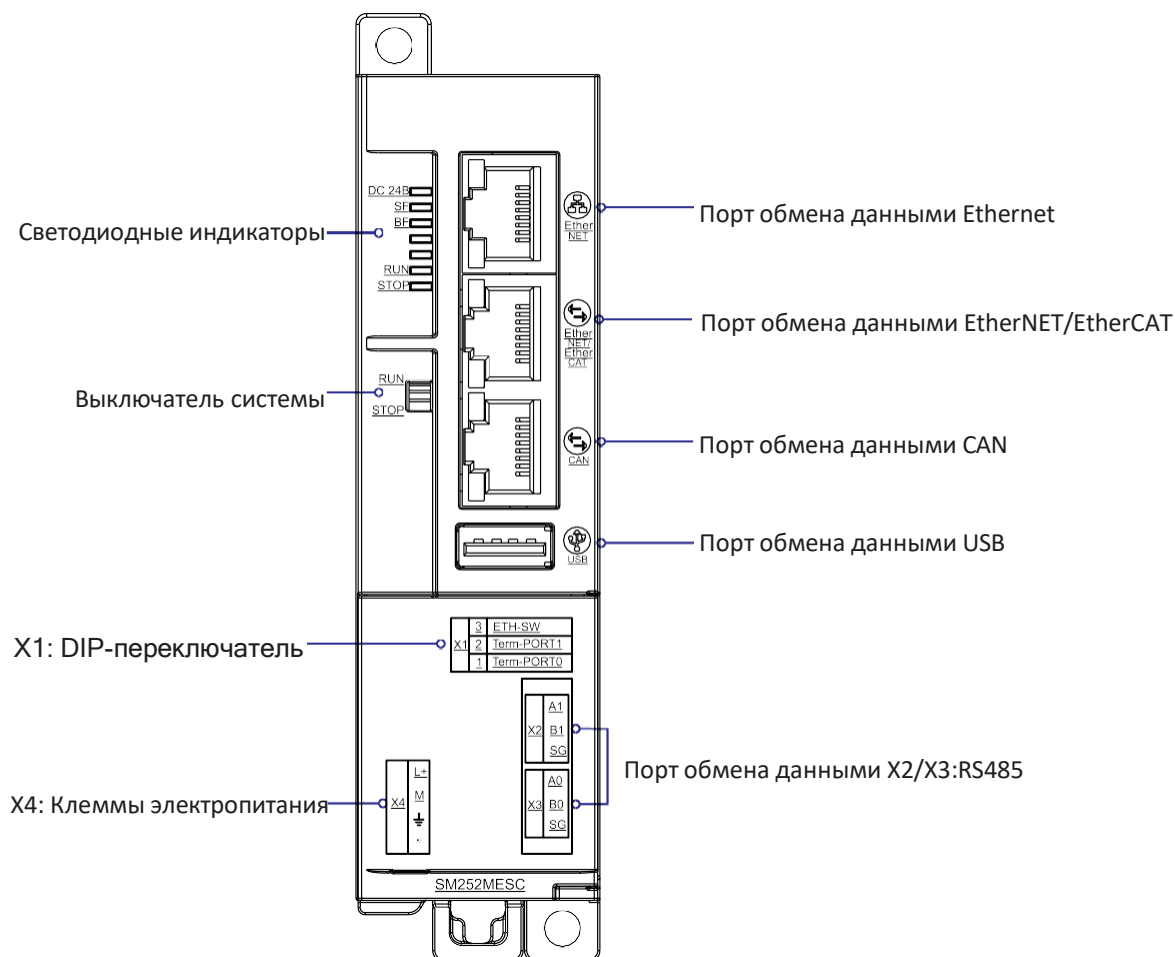 DC 24В
SF
BF
RUN
STOP
Светодиодные индикаторы
RUN
STOP
Выключатель системы
Ether
NET
Порт обмена данными Ethernet
Ether
NET/
Ether
CAT
Порт обмена данными EtherNET/EtherCAT
CAN
Порт обмена данными CAN
USB
Порт обмена данными USB
X1: DIP-переключатель
X1
3 ETH-SW
2 Term-PORT1
1 Term-PORT0
X2
A1
B1
SG
X3
A0
B0
SG
Порт обмена данными X2/X3:RS485
X4: Клеммы электропитания
X4
L+
M
SM252MESC